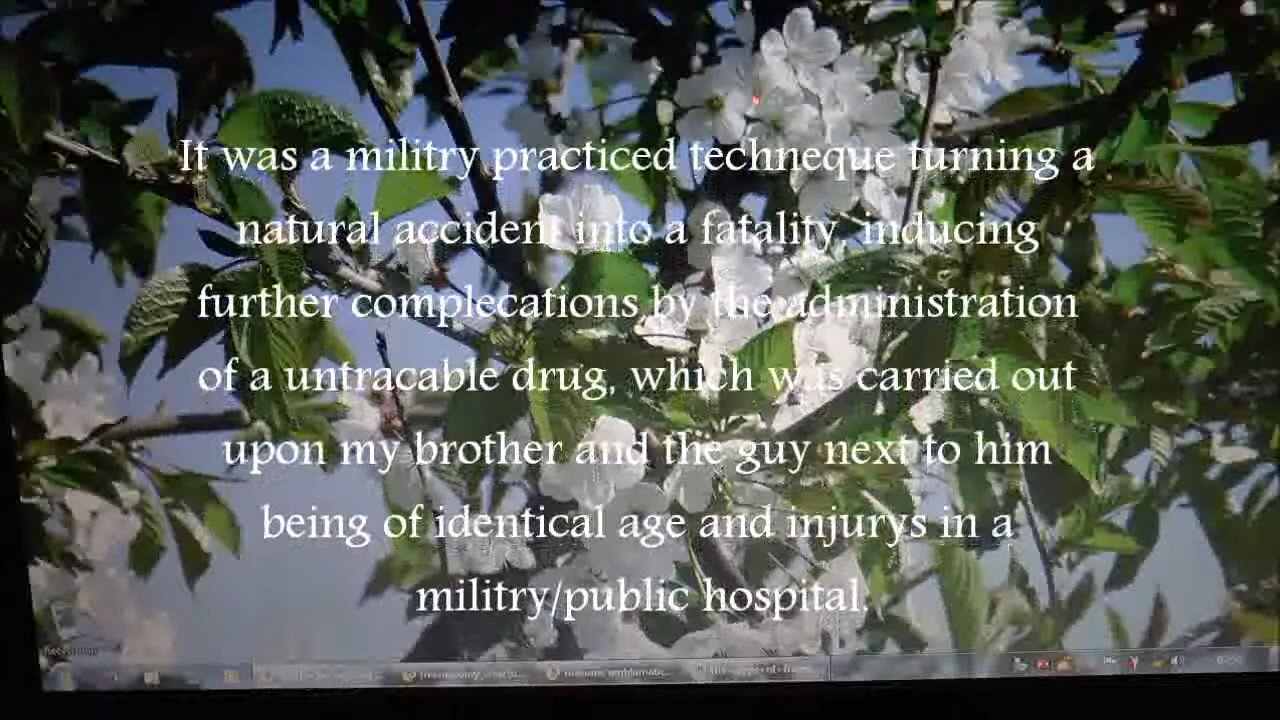 It was a militry practiced techneque turning a
natural accident into a fatality, inducing
further complecations by the administration
of a untracable drug, which was carried out
upon my brother and the guy next to him
being of identical age and injurys in a
militry/public hospital.